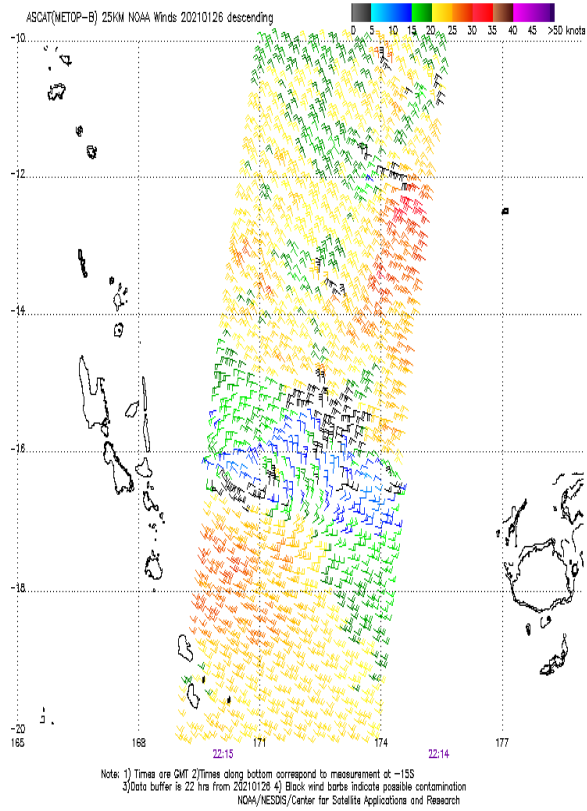 ASCAT(METOP-B) 25KM NOAA Winds 20210126 descending
0 5 10 15 20 25 30 35 40 45 >50 knots
-10
-12
-14
-16
-18
-20
165 168 171 174 177
22:15 22:14
Note: 1) Times are GMT 2)Times along bottom correspond to measurement at -15S
3)Data buffer is 22 hrs from 20210126 4) Black wind barbs indicate possible contamination
NOAA/NESDIS/Center for Satellite Applications and Research